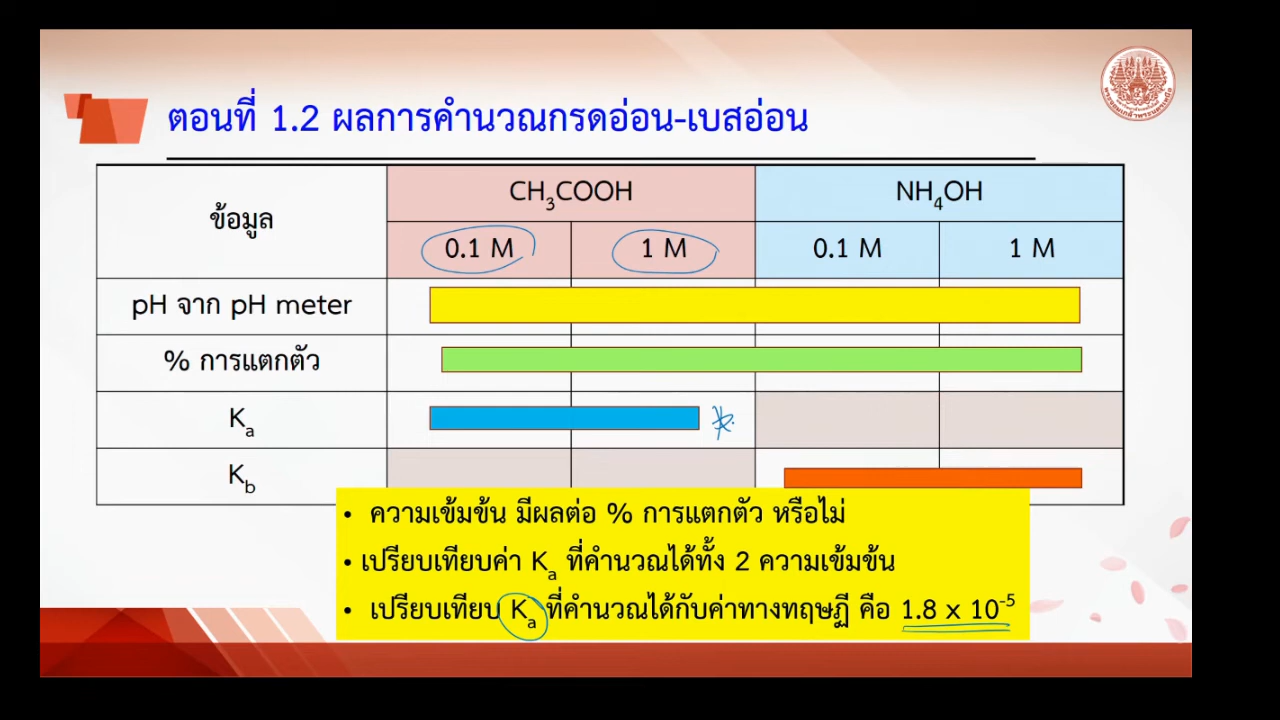 ตอนที่ 1.2 ผลการคำนวณกรดอ่อน-เบสอ่อน
ข้อมูล
CH₃COOH
NH₄OH
0.1 M
1 M
0.1 M
1 M
pH จาก pH meter
% การแตกตัว
Kₐ
K_b
• ความเข้มข้น มีผลต่อ % การแตกตัว หรือไม่
• เปรียบเทียบค่า Kₐ ที่คำนวณได้ทั้ง 2 ความเข้มข้น
• เปรียบเทียบ Kₐ ที่คำนวณได้กับค่าทางทฤษฏี คือ 1.8 x 10⁻⁵